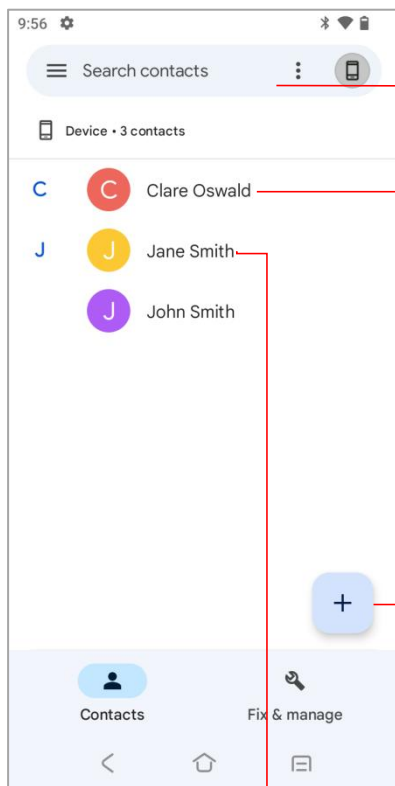 9:56
Search contacts
Device • 3 contacts
C C Clare Oswald
J J Jane Smith
J John Smith
+
Contacts Fix & manage